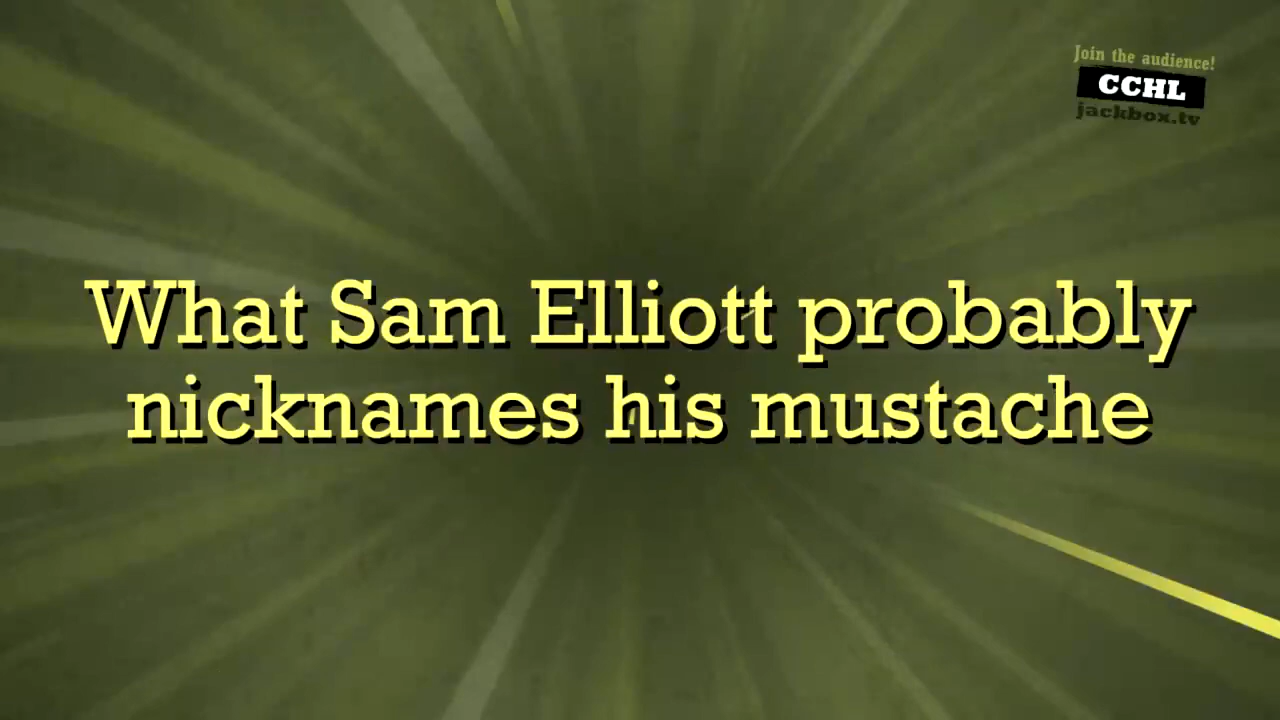 Join the audience!
CCHL
jackbox.tv
What Sam Elliott probably
nicknames his mustache